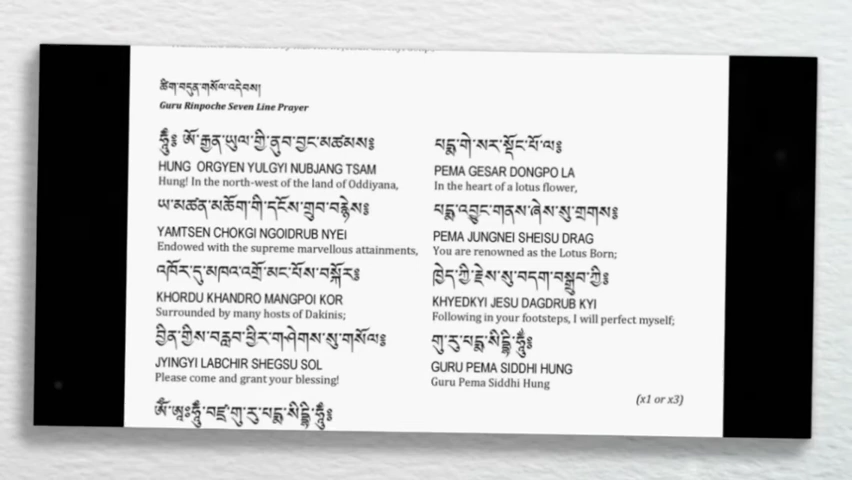 ཚིག་བདུན་གསོལ་འདེབས།
Guru Rinpoche Seven Line Prayer
ཧཱུྃ༔ ཨོ་རྒྱན་ཡུལ་གྱི་ནུབ་བྱང་མཚམས༔
HUNG ORGYEN YULGYI NUBJANG TSAM
Hung! In the north-west of the land of Oddiyana,
པདྨ་གེ་སར་སྡོང་པོ་ལ༔
PEMA GESAR DONGPO LA
In the heart of a lotus flower,
ཡ་མཚན་མཆོག་གི་དངོས་གྲུབ་བརྙེས༔
YAMTSEN CHOKGI NGOIDRUB NYEI
Endowed with the supreme marvellous attainments,
པདྨ་འབྱུང་གནས་ཞེས་སུ་གྲགས༔
PEMA JUNGNEI SHEISU DRAG
You are renowned as the Lotus Born;
འཁོར་དུ་མཁའ་འགྲོ་མང་པོས་བསྐོར༔
KHORDU KHANDRO MANGPOI KOR
Surrounded by many hosts of Dakinis;
ཁྱེད་ཀྱི་རྗེས་སུ་བདག་བསྒྲུབ་ཀྱི༔
KHYEDKYI JESU DAGDRUB KYI
Following in your footsteps, I will perfect myself;
བྱིན་གྱིས་བརླབ་ཕྱིར་གཤེགས་སུ་གསོལ༔
JYINGYI LABCHIR SHEGSU SOL
Please come and grant your blessing!
གུ་རུ་པདྨ་སིདྡྷི་ཧཱུྃ༔
GURU PEMA SIDDHI HUNG
Guru Pema Siddhi Hung
(x1 or x3)
ཨོཾ་ཨཱཿཧཱུྃ་བཛྲ་གུ་རུ་པདྨ་སིདྡྷི་ཧཱུྃ༔